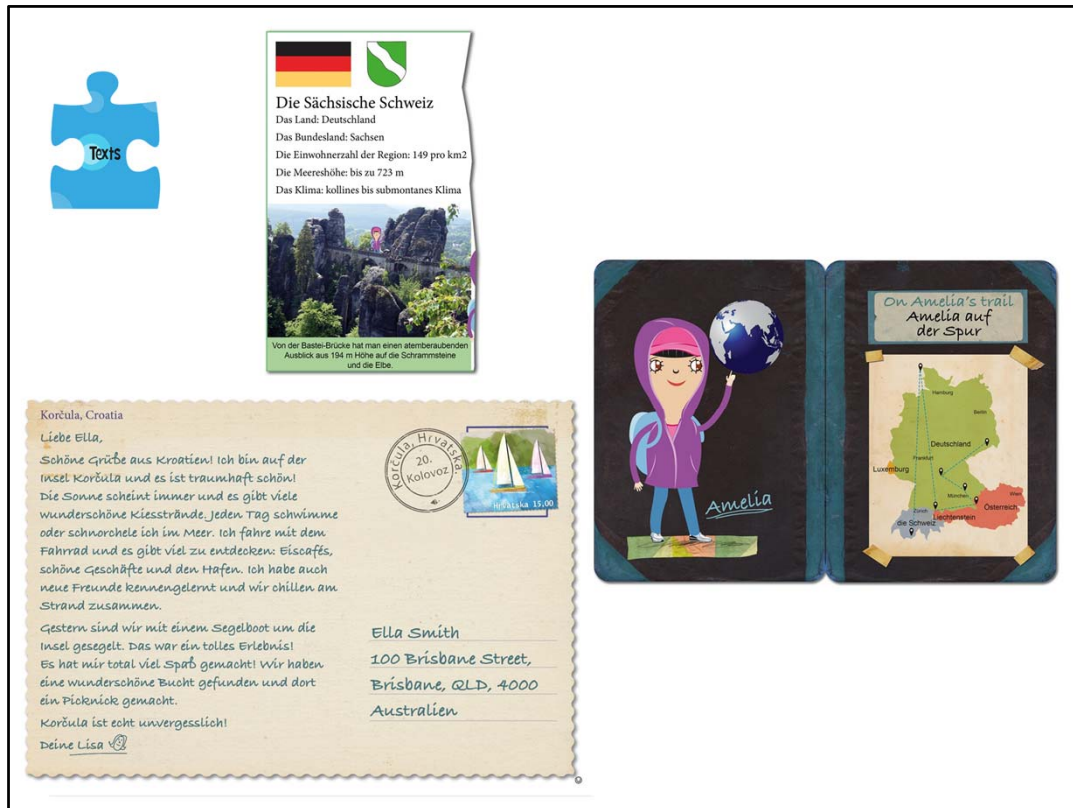 Texts
Die Sächsische Schweiz
Das Land: Deutschland
Das Bundesland: Sachsen
Die Einwohnerzahl der Region: 149 pro km2
Die Meereshöhe: bis zu 723 m
Das Klima: kollines bis submontanes Klima
Von der Bastei-Brücke hat man einen atemberaubenden
Ausblick aus 194 m Höhe auf die Schrammsteine
und die Elbe.
Korčula, Croatia
Liebe Ella,
Schöne Grüße aus Kroatien! Ich bin auf der
Insel Korčula und es ist traumhaft schön!
Die Sonne scheint immer und es gibt viele
wunderschöne Kiesstrände. Jeden Tag schwimme
oder schnorchele ich im Meer. Ich fahre mit dem
Fahrrad und es gibt viel zu entdecken: Eiscafés,
schöne Geschäfte und den Hafen. Ich habe auch
neue Freunde kennengelernt und wir chillen am
Strand zusammen.
Gestern sind wir mit einem Segelboot um die
Insel gesegelt. Das war ein tolles Erlebnis!
Es hat mir total viel Spaß gemacht! Wir haben
eine wunderschöne Bucht gefunden und dort
ein Picknick gemacht.
Korčula ist echt unvergesslich!
Deine Lisa
Korčula, Hrvatska
20.
Kolovoz
Hrvatska 15,00
Ella Smith
100 Brisbane Street,
Brisbane, QLD, 4000
Australien
Amelia
On Amelia's trail
Amelia auf
der Spur
Hamburg
Berlin
Deutschland
Frankfurt
Luxemburg
München
Wien
Österreich
Zürich
Liechtenstein
die Schweiz